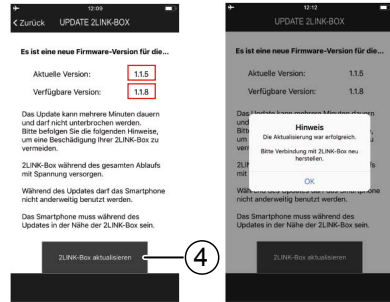 12:09
< Zurück UPDATE 2LINK-BOX
Es ist eine neue Firmware-Version für die...
Aktuelle Version: 1.1.5
Verfügbare Version: 1.1.8
Das Update kann mehrere Minuten dauern
und darf nicht unterbrochen werden.
Bitte befolgen Sie die folgenden Hinweise,
um eine Beschädigung Ihrer 2LINK-Box zu
vermeiden.
2LINK-Box während des gesamten Ablaufs
mit Spannung versorgen.
Während des Updates darf das Smartphone
nicht anderweitig benutzt werden.
Das Smartphone muss während des
Updates in der Nähe der 2LINK-Box sein.
2LINK-Box aktualisieren
4
12:12
UPDATE 2LINK-BOX
Es ist eine neue Firmware-Version für die...
Aktuelle Version: 1.1.5
Verfügbare Version: 1.1.8
Hinweis
Die Aktualisierung war erfolgreich.
Bitte Verbindung mit 2LINK-Box neu
herstellen.
OK
nicht anderweitig benutzt werden.
Das Smartphone muss während des
Updates in der Nähe der 2LINK-Box sein.
2LINK-Box aktualisieren